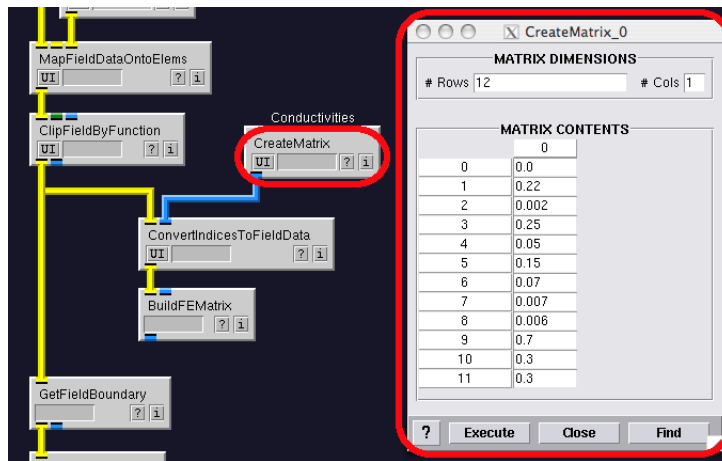 MapFieldDataOntoElems
UI ? i
ClipFieldByFunction
UI ? i
Conductivities
CreateMatrix
UI ? i
ConvertIndicesToFieldData
UI ? i
BuildFEMatrix
? i
GetFieldBoundary
? i
X CreateMatrix_0
MATRIX DIMENSIONS
# Rows 12 # Cols 1
MATRIX CONTENTS
0
0 0.0
1 0.22
2 0.002
3 0.25
4 0.05
5 0.15
6 0.07
7 0.007
8 0.006
9 0.7
10 0.3
11 0.3
? Execute Close Find